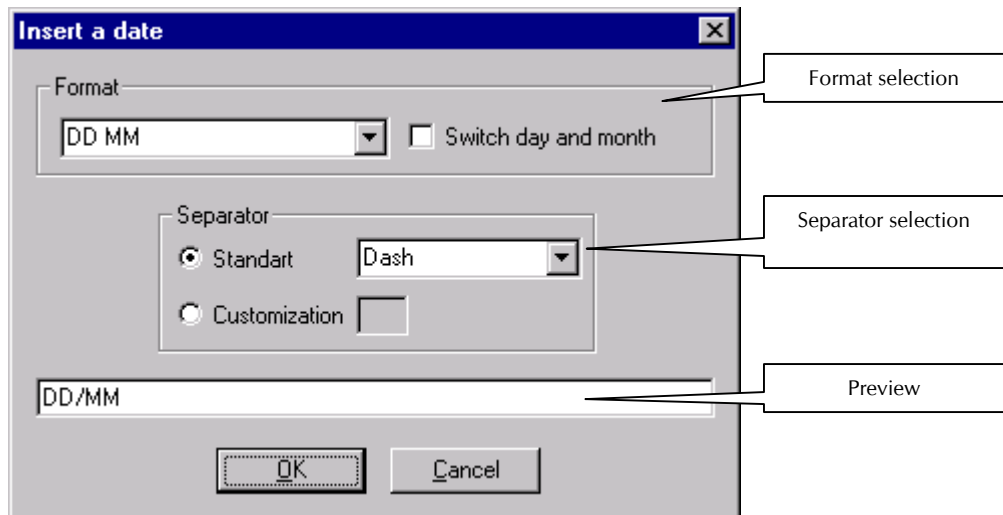 Insert a date
Format selection
Format
DD MM
Switch day and month
Separator selection
Separator
Standart
Dash
Customization
Preview
DD/MM
OK
Cancel